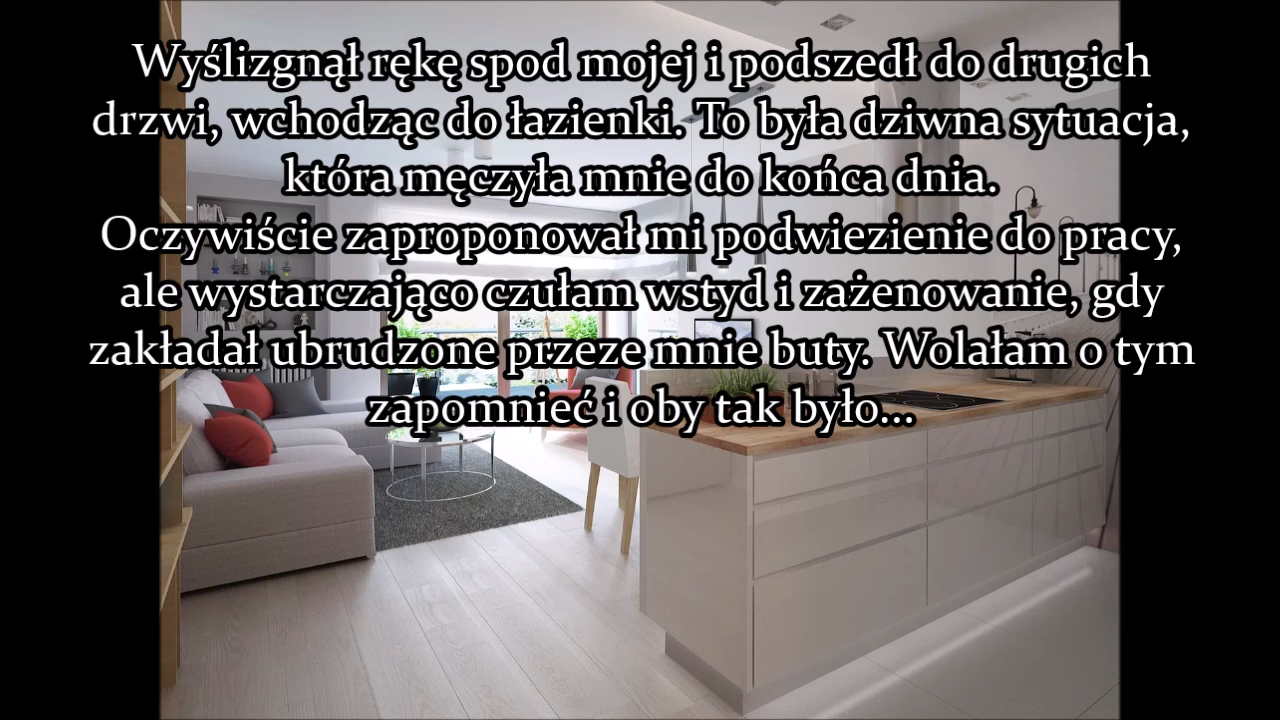 Wyślizgnął rękę spod mojej i podszedł do drugich
drzwi, wchodząc do łazienki. To była dziwna sytuacja,
która męczyła mnie do końca dnia.
Oczywiście zaproponował mi podwiezienie do pracy,
ale wystarczająco czułam wstyd i zażenowanie, gdy
zakładał ubrudzone przeze mnie buty. Wolałam o tym
zapomnieć i oby tak było...